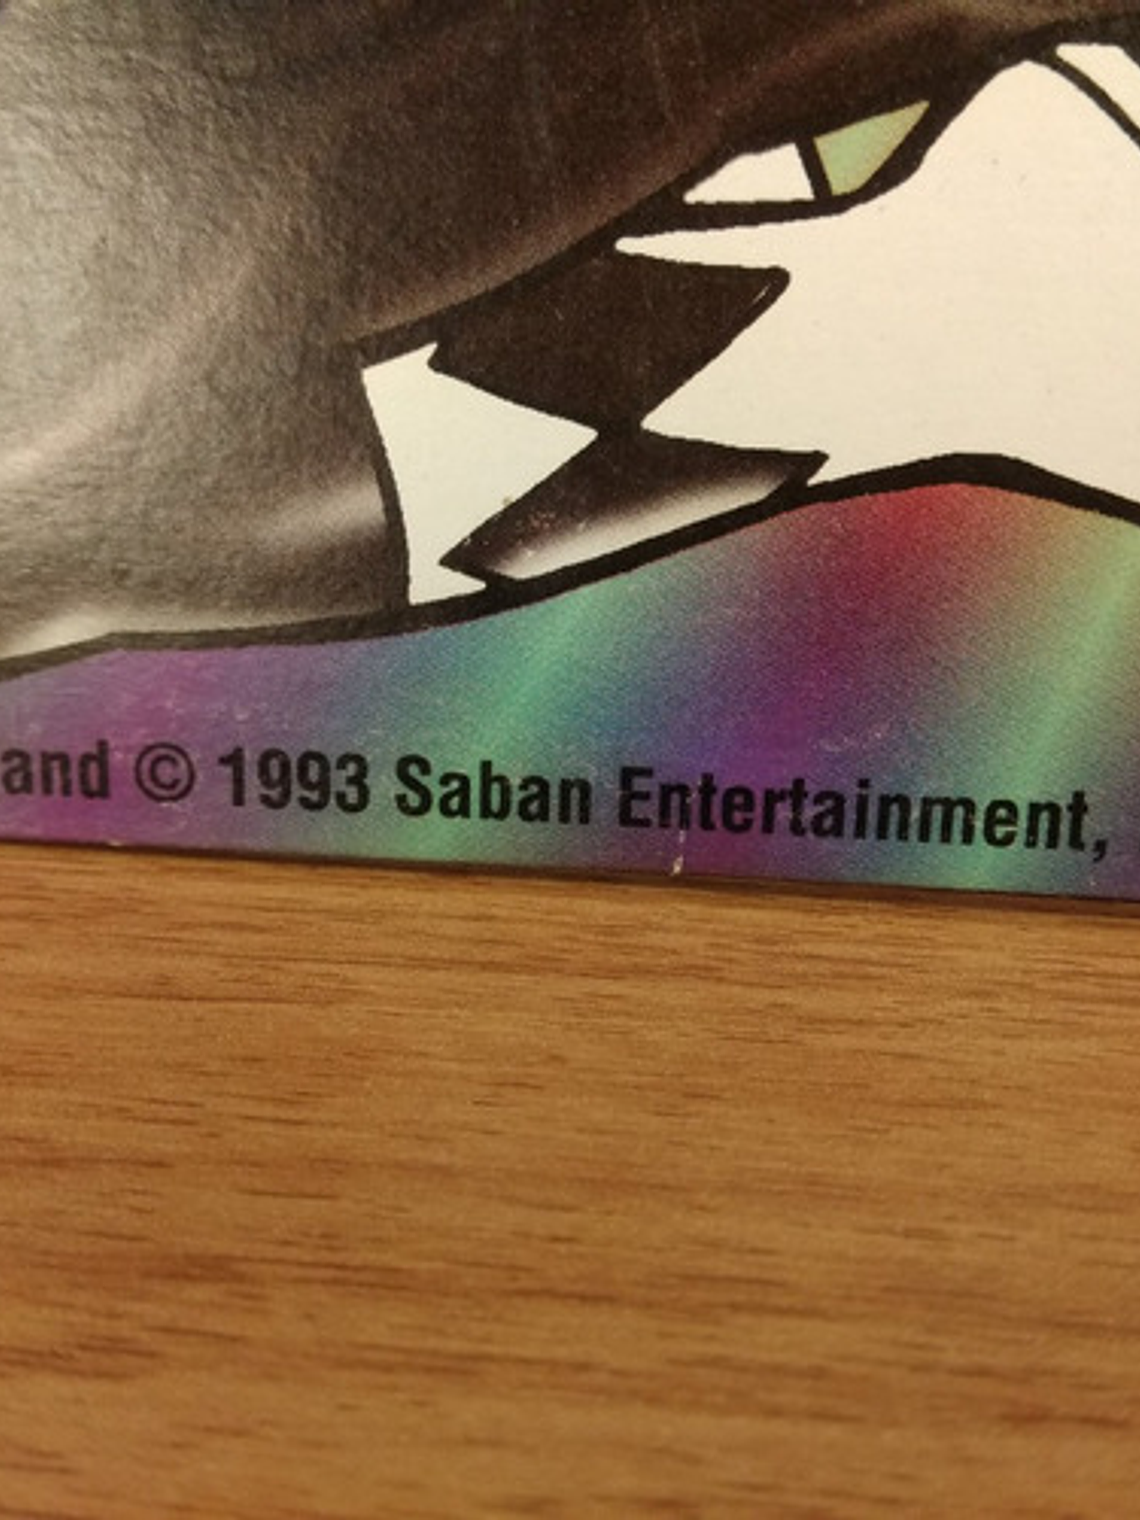 and © 1993 Saban Entertainment,